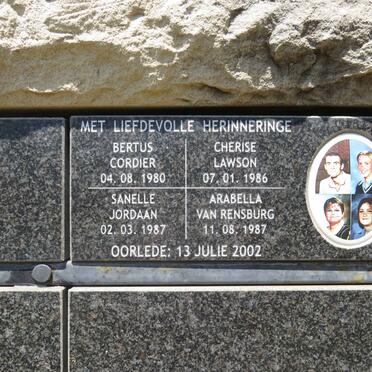 MET LIEFDEVOLLE HERINNERINGE
BERTUS
CORDIER
04. 08. 1980
CHERISE
LAWSON
07. 01. 1986
SANELLE
JORDAAN
02. 03. 1987
ARABELLA
VAN RENSBURG
11. 08. 1987
OORLEDE: 13 JULIE 2002